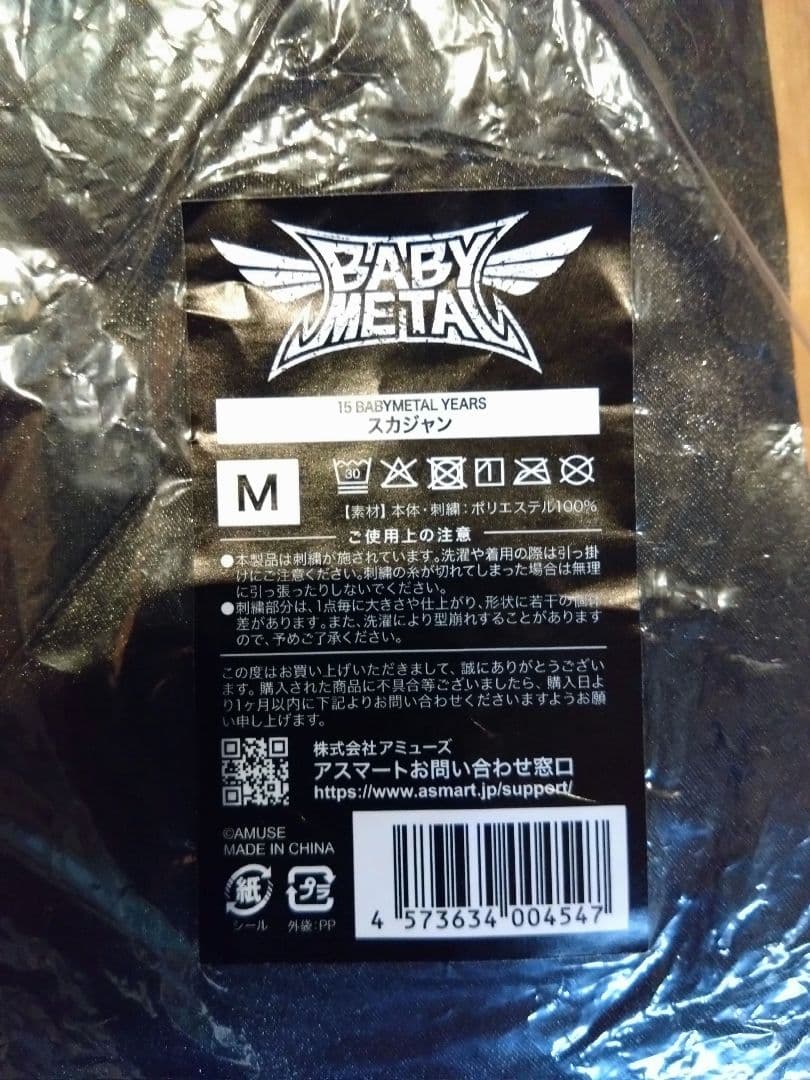 BABY
METAL
15 BABYMETAL YEARS
スカジャン
M
30
【素材】本体・刺繍：ポリエステル100%
ご使用上の注意
●本製品は刺繍が施されています。洗濯や着用の際は引っ掛
けにご注意ください。刺繍の糸が切れてしまった場合は無理
に引っ張ったりしないでください。
●刺繍部分は、1点毎に大きさや仕上がり、形状に若干の個体
差があります。また、洗濯により型崩れすることがあります
ので、予めご了承ください。
この度はお買い上げいただきまして、誠にありがとうござい
ます。購入された商品に不具合等ございましたら、購入日よ
り1ヶ月以内に下記よりお問い合わせくださいますようお願
い申し上げます。
株式会社アミューズ
アスマートお問い合わせ窓口
https://www.asmart.jp/support/
©AMUSE
MADE IN CHINA
紙
プラ
シール
外袋：PP
4 573634 004547